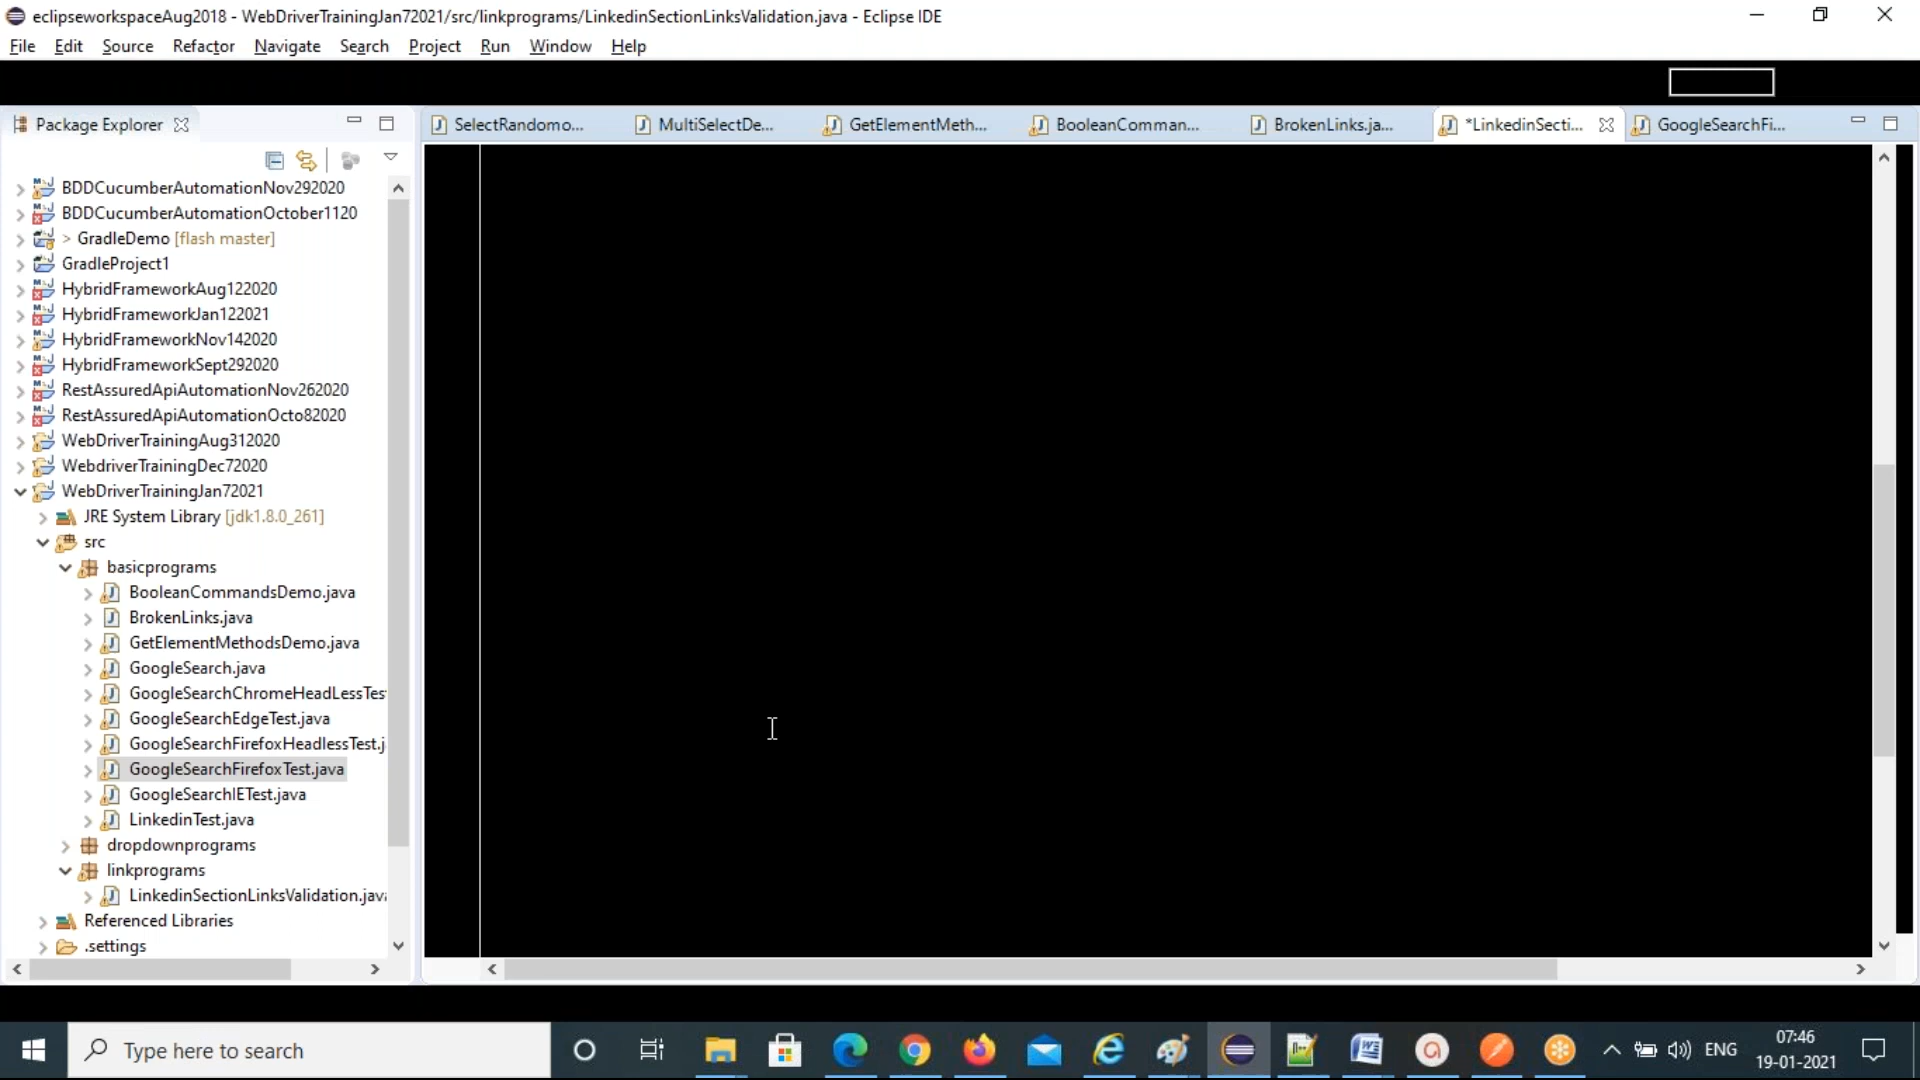 eclipseworkspaceAug2018 - WebDriverTrainingJan72021/src/linkprograms/LinkedinSectionLinksValidation.java - Eclipse IDE
File Edit Source Refactor Navigate Search Project Run Window Help
Package Explorer
SelectRandomo... MultiSelectDe... GetElementMeth... BooleanComman... BrokenLinks.ja... *LinkedinSecti... GoogleSearchFi...
BDDCucumberAutomationNov292020
BDDCucumberAutomationOctober1120
> GradleDemo [flash master]
GradleProject1
HybridFrameworkAug122020
HybridFrameworkJan122021
HybridFrameworkNov142020
HybridFrameworkSept292020
RestAssuredApiAutomationNov262020
RestAssuredApiAutomationOcto82020
WebDriverTrainingAug312020
WebdriverTrainingDec72020
WebDriverTrainingJan72021
JRE System Library [jdk1.8.0_261]
src
basicprograms
BooleanCommandsDemo.java
BrokenLinks.java
GetElementMethodsDemo.java
GoogleSearch.java
GoogleSearchChromeHeadLessTes
GoogleSearchEdgeTest.java
GoogleSearchFirefoxHeadlessTest.j
GoogleSearchFirefoxTest.java
GoogleSearchIETest.java
LinkedinTest.java
dropdownprograms
linkprograms
LinkedinSectionLinksValidation.java
Referenced Libraries
.settings
Type here to search
ENG
07:46
19-01-2021